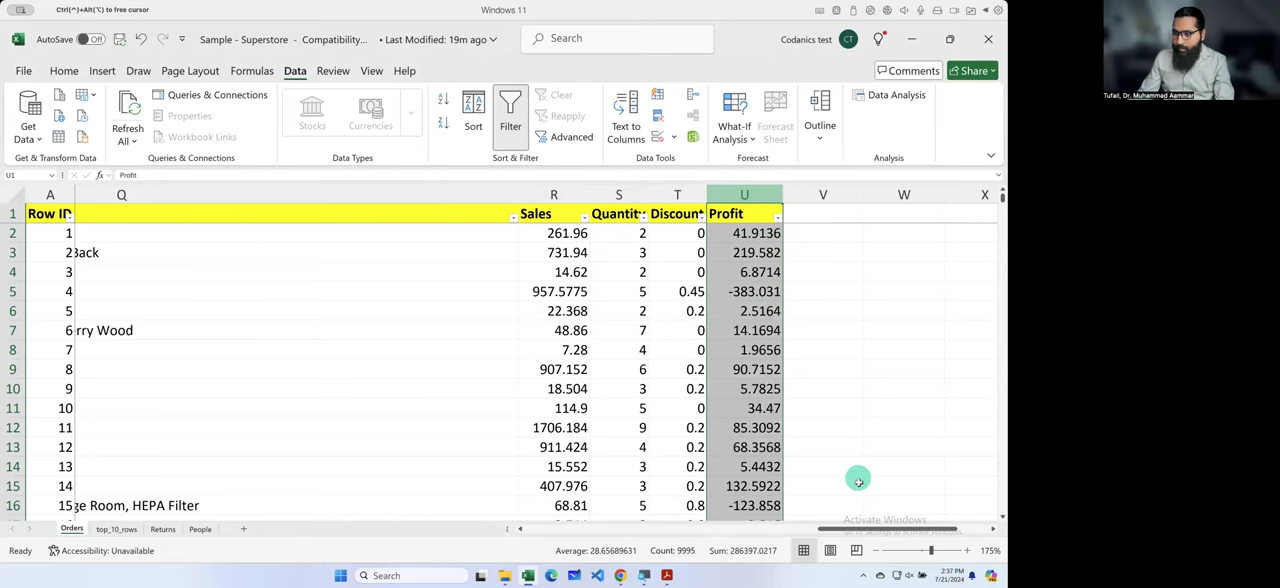 Ctrl(^)+Alt(⌥) to free cursor
Windows 11
AutoSave Off
Sample - Superstore - Compatibility... • Last Modified: 19m ago
Search
Codanics test CT
File Home Insert Draw Page Layout Formulas Data Review View Help
Comments Share
Get Data
Refresh All
Queries & Connections
Properties
Workbook Links
Stocks
Currencies
Sort
Filter
Clear
Reapply
Advanced
Text to Columns
What-If Analysis
Forecast Sheet
Outline
Data Analysis
Get & Transform Data Queries & Connections Data Types Sort & Filter Data Tools Forecast Analysis
U1 fx Profit
A Q R S T U V W X
1 Row ID Sales Quantity Discount Profit
2 1 261.96 2 0 41.9136
3 2 Back 731.94 3 0 219.582
4 3 14.62 2 0 6.8714
5 4 957.5775 5 0.45 -383.031
6 5 22.368 2 0.2 2.5164
7 6 rry Wood 48.86 7 0 14.1694
8 7 7.28 4 0 1.9656
9 8 907.152 6 0.2 90.7152
10 9 18.504 3 0.2 5.7825
11 10 114.9 5 0 34.47
12 11 1706.184 9 0.2 85.3092
13 12 911.424 4 0.2 68.3568
14 13 15.552 3 0.2 5.4432
15 14 407.976 3 0.2 132.5922
16 15 ge Room, HEPA Filter 68.81 5 0.8 -123.858
Activate Windows
Go to Settings to activate Windows.
Orders top_10_rows Returns People
Ready Accessibility: Unavailable Average: 28.65689631 Count: 9995 Sum: 286397.0217 175%
Search
2:37 PM
7/21/2024
Tufail, Dr. Muhammad Aammar